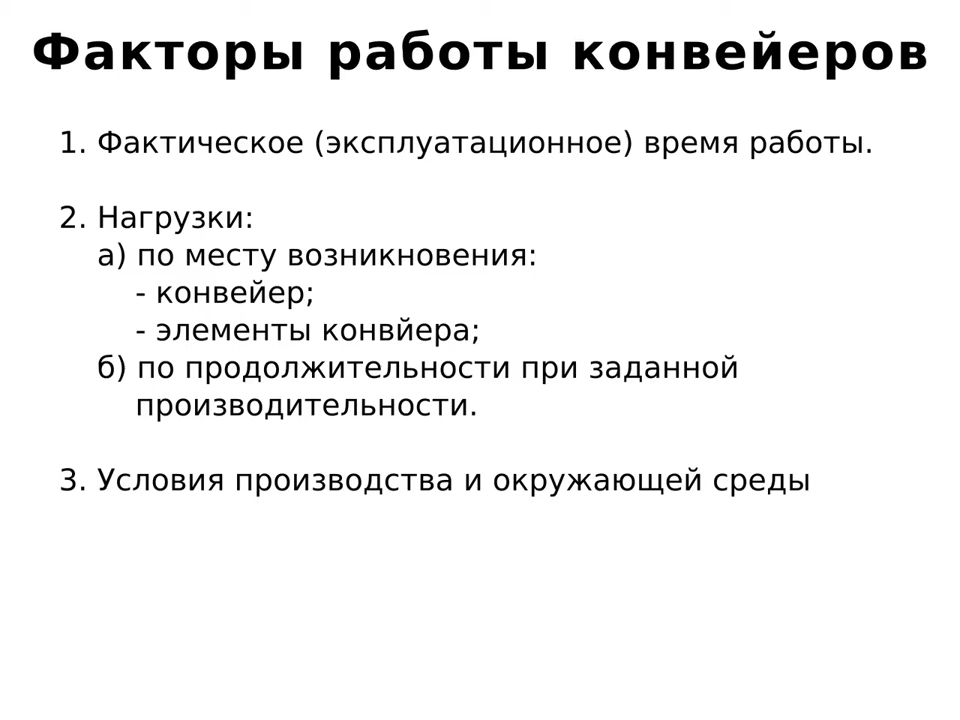 Факторы работы конвейеров
1. Фактическое (эксплуатационное) время работы.
2. Нагрузки:
а) по месту возникновения:
- конвейер;
- элементы конвйера;
б) по продолжительности при заданной
производительности.
3. Условия производства и окружающей среды